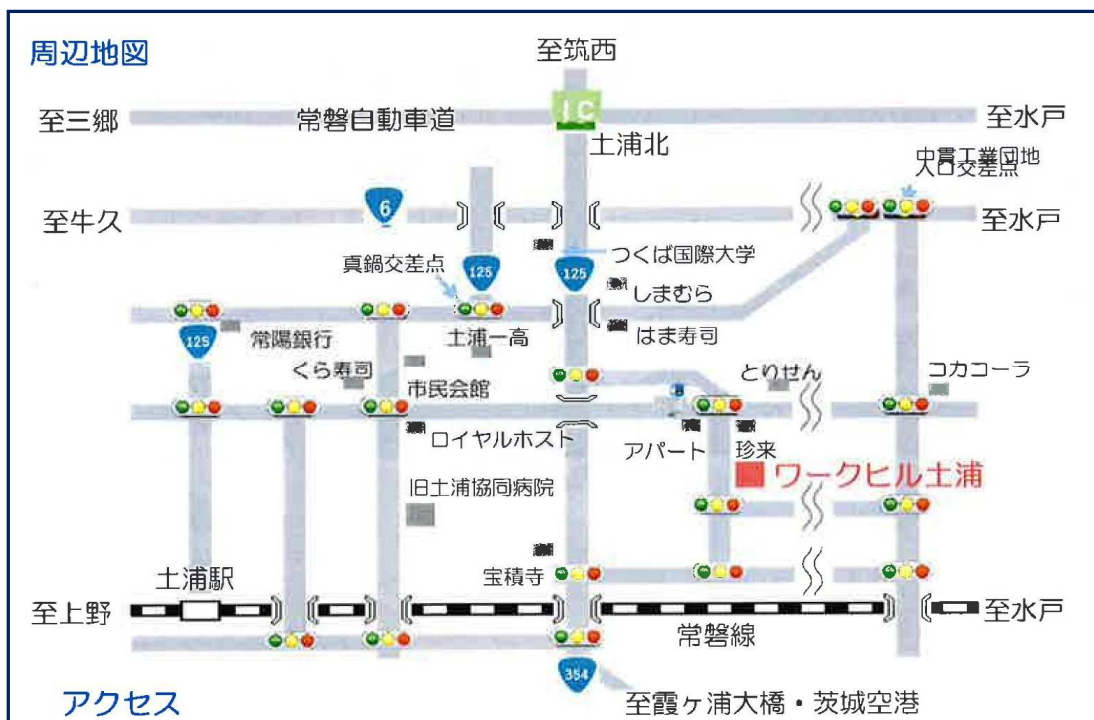 周辺地図
至筑西
至三郷
常磐自動車道
IC
至水戸
土浦北
中貫工業団地
入口交差点
至牛久
6
至水戸
つくば国際大学
真鍋交差点
125
125
しまむら
125
常陽銀行
土浦一高
はま寿司
くら寿司
市民会館
とりせん
コカコーラ
ロイヤルホスト
アパート
珍来
ワークヒル土浦
旧土浦協同病院
宝積寺
土浦駅
至上野
至水戸
常磐線
354
至霞ヶ浦大橋・茨城空港
アクセス